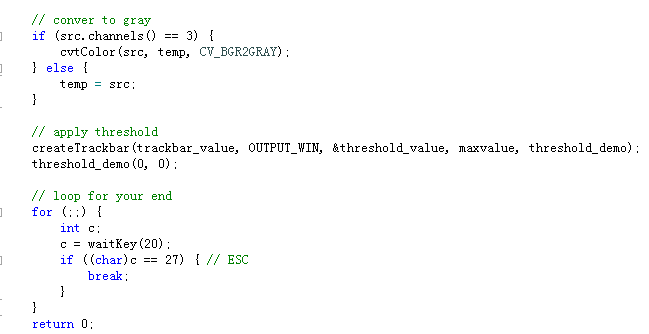 // conver to gray
if (src.channels() == 3) {
    cvtColor(src, temp, CV_BGR2GRAY);
} else {
    temp = src;
}

// apply threshold
createTrackbar(trackbar_value, OUTPUT_WIN, &threshold_value, maxvalue, threshold_demo);
threshold_demo(0, 0);

// loop for your end
for (;;) {
    int c;
    c = waitKey(20);
    if ((char)c == 27) { // ESC
        break;
    }
}
return 0;